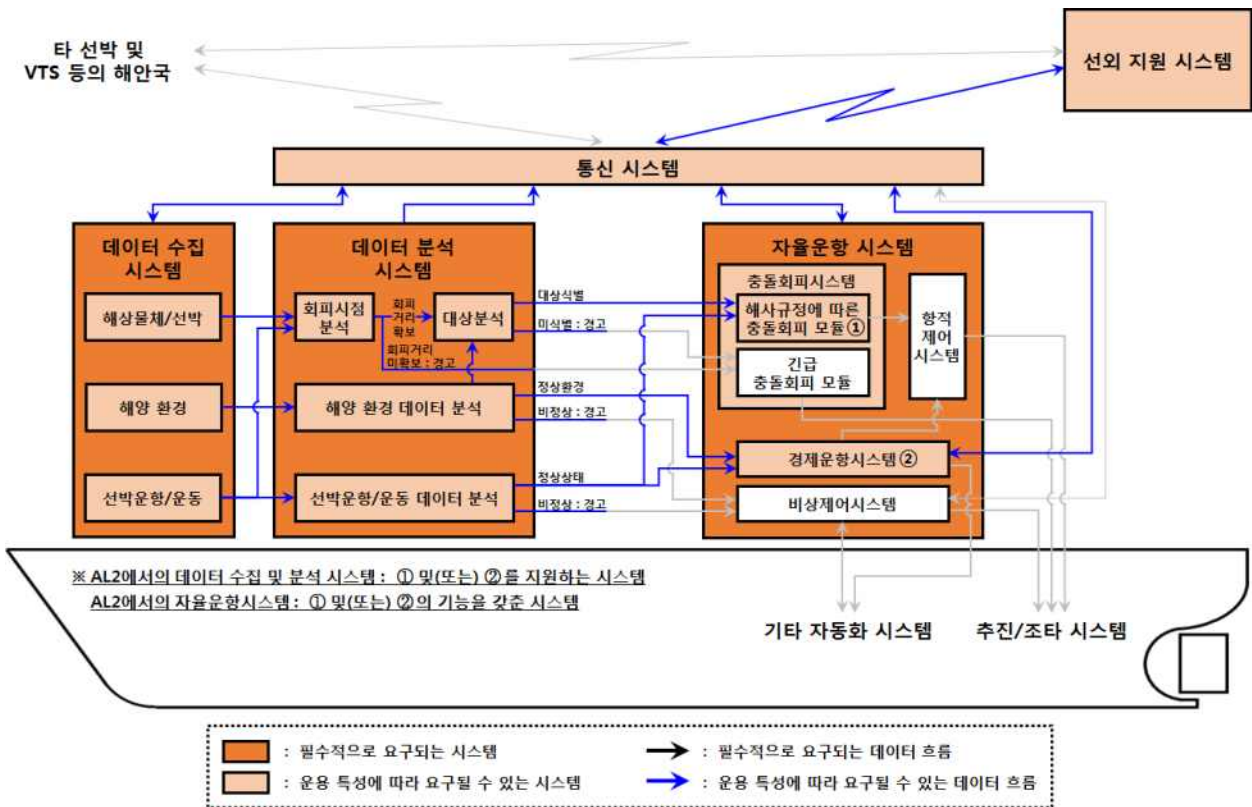 타 선박 및
VTS 등의 해안국
선외 지원 시스템
통신 시스템
데이터 수집
시스템
해상물체/선박
해양 환경
선박운항/운동
데이터 분석
시스템
회피시점
분석
회피
거리
확보
대상분석
회피거리
미확보 : 경고
해양 환경 데이터 분석
선박운항/운동 데이터 분석
대상식별
미식별 : 경고
정상환경
비정상 : 경고
정상상태
비정상 : 경고
자율운항 시스템
충돌회피시스템
해사규정에 따른
충돌회피 모듈①
긴급
충돌회피 모듈
항적
제어
시스템
경제운항시스템②
비상제어시스템
※ AL2에서의 데이터 수집 및 분석 시스템 : ① 및(또는) ②를 지원하는 시스템
AL2에서의 자율운항시스템 : ① 및(또는) ②의 기능을 갖춘 시스템
기타 자동화 시스템
추진/조타 시스템
: 필수적으로 요구되는 시스템
: 필수적으로 요구되는 데이터 흐름
: 운용 특성에 따라 요구될 수 있는 시스템
: 운용 특성에 따라 요구될 수 있는 데이터 흐름